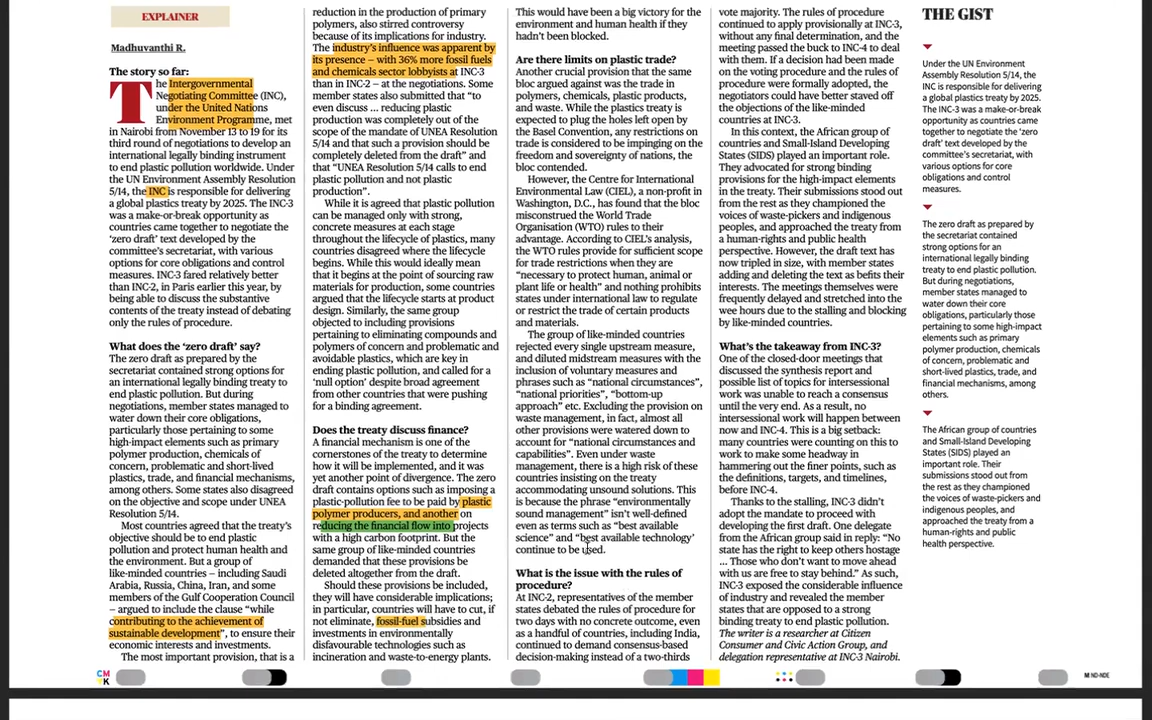 EXPLAINER
Madhuvanthi R.
The story so far:
The Intergovernmental
Negotiating Committee (INC),
under the United Nations
Environment Programme, met
in Nairobi from November 13 to 19 for its
third round of negotiations to develop an
international legally binding instrument
to end plastic pollution worldwide. Under
the UN Environment Assembly Resolution
5/14, the INC is responsible for delivering
a global plastics treaty by 2025. The INC-3
was a make-or-break opportunity as
countries came together to negotiate the
‘zero draft’ text developed by the
committee’s secretariat, with various
options for core obligations and control
measures. INC-3 fared relatively better
than INC-2, in Paris earlier this year, by
being able to discuss the substantive
contents of the treaty instead of debating
only the rules of procedure.
What does the ‘zero draft’ say?
The zero draft as prepared by the
secretariat contained strong options for
an international legally binding treaty to
end plastic pollution. But during
negotiations, member states managed to
water down their core obligations,
particularly those pertaining to some
high-impact elements such as primary
polymer production, chemicals of
concern, problematic and short-lived
plastics, trade, and financial mechanisms,
among others. Some states also disagreed
on the objective and scope under UNEA
Resolution 5/14.
Most countries agreed that the treaty’s
objective should be to end plastic
pollution and protect human health and
the environment. But a group of
like-minded countries – including Saudi
Arabia, Russia, China, Iran, and some
members of the Gulf Cooperation Council
– argued to include the clause “while
contributing to the achievement of
sustainable development”, to ensure their
economic interests and investments.
The most important provision, that is a
reduction in the production of primary
polymers, also stirred controversy
because of its implications for industry.
The industry’s influence was apparent by
its presence – with 36% more fossil fuels
and chemicals sector lobbyists at INC-3
than in INC-2 – at the negotiations. Some
member states also submitted that “to
even discuss ... reducing plastic
production was completely out of the
scope of the mandate of UNEA Resolution
5/14 and that such a provision should be
completely deleted from the draft” and
that “UNEA Resolution 5/14 calls to end
plastic pollution and not plastic
production”.
While it is agreed that plastic pollution
can be managed only with strong,
concrete measures at each stage
throughout the lifecycle of plastics, many
countries disagreed where the lifecycle
begins. While this would ideally mean
that it begins at the point of sourcing raw
materials for production, some countries
argued that the lifecycle starts at product
design. Similarly, the same group
objected to including provisions
pertaining to eliminating compounds and
polymers of concern and problematic and
avoidable plastics, which are key in
ending plastic pollution, and called for a
‘null option’ despite broad agreement
from other countries that were pushing
for a binding agreement.
Does the treaty discuss finance?
A financial mechanism is one of the
cornerstones of the treaty to determine
how it will be implemented, and it was
yet another point of divergence. The zero
draft contains options such as imposing a
plastic-pollution fee to be paid by plastic
polymer producers, and another on
reducing the financial flow into projects
with a high carbon footprint. But the
same group of like-minded countries
demanded that these provisions be
deleted altogether from the draft.
Should these provisions be included,
they will have considerable implications;
in particular, countries will have to cut, if
not eliminate, fossil-fuel subsidies and
investments in environmentally
disfavourable technologies such as
incineration and waste-to-energy plants.
This would have been a big victory for the
environment and human health if they
hadn’t been blocked.
Are there limits on plastic trade?
Another crucial provision that the same
bloc argued against was the trade in
polymers, chemicals, plastic products,
and waste. While the plastics treaty is
expected to plug the holes left open by
the Basel Convention, any restrictions on
trade is considered to be impinging on the
freedom and sovereignty of nations, the
bloc contended.
However, the Centre for International
Environmental Law (CIEL), a non-profit in
Washington, D.C., has found that the bloc
misconstrued the World Trade
Organisation (WTO) rules to their
advantage. According to CIEL’s analysis,
the WTO rules provide for sufficient scope
for trade restrictions when they are
“necessary to protect human, animal or
plant life or health” and nothing prohibits
states under international law to regulate
or restrict the trade of certain products
and materials.
The group of like-minded countries
rejected every single upstream measure,
and diluted midstream measures with the
inclusion of voluntary measures and
phrases such as “national circumstances”,
“national priorities”, “bottom-up
approach” etc. Excluding the provision on
waste management, in fact, almost all
other provisions were watered down to
account for “national circumstances and
capabilities”. Even under waste
management, there is a high risk of these
countries insisting on the treaty
accommodating unsound solutions. This
is because the phrase “environmentally
sound management” isn’t well-defined
even as terms such as “best available
science” and “best available technology’
continue to be used.
What is the issue with the rules of
procedure?
At INC-2, representatives of the member
states debated the rules of procedure for
two days with no concrete outcome, even
as a handful of countries, including India,
continued to demand consensus-based
decision-making instead of a two-thirds
vote majority. The rules of procedure
continued to apply provisionally at INC-3,
without any final determination, and the
meeting passed the buck to INC-4 to deal
with them. If a decision had been made
on the voting procedure and the rules of
procedure were formally adopted, the
negotiators could have better staved off
the objections of the like-minded
countries at INC-3.
In this context, the African group of
countries and Small-Island Developing
States (SIDS) played an important role.
They advocated for strong binding
provisions for the high-impact elements
in the treaty. Their submissions stood out
from the rest as they championed the
voices of waste-pickers and indigenous
peoples, and approached the treaty from
a human-rights and public health
perspective. However, the draft text has
now tripled in size, with member states
adding and deleting the text as befits their
interests. The meetings themselves were
frequently delayed and stretched into the
wee hours due to the stalling and blocking
by like-minded countries.
What’s the takeaway from INC-3?
One of the closed-door meetings that
discussed the synthesis report and
possible list of topics for intersessional
work was unable to reach a consensus
until the very end. As a result, no
intersessional work will happen between
now and INC-4. This is a big setback:
many countries were counting on this to
work to make some headway in
hammering out the finer points, such as
the definitions, targets, and timelines,
before INC-4.
Thanks to the stalling, INC-3 didn’t
adopt the mandate to proceed with
developing the first draft. One delegate
from the African group said in reply: “No
state has the right to keep others hostage
... Those who don’t want to move ahead
with us are free to stay behind.” As such,
INC-3 exposed the considerable influence
of industry and revealed the member
states that are opposed to a strong
binding treaty to end plastic pollution.
The writer is a researcher at Citizen
Consumer and Civic Action Group, and
delegation representative at INC-3 Nairobi.
THE GIST
Under the UN Environment
Assembly Resolution 5/14, the
INC is responsible for delivering
a global plastics treaty by 2025.
The INC-3 was a make-or-break
opportunity as countries came
together to negotiate the ‘zero
draft’ text developed by the
committee’s secretariat, with
various options for core
obligations and control
measures.
The zero draft as prepared by
the secretariat contained
strong options for an
international legally binding
treaty to end plastic pollution.
But during negotiations,
member states managed to
water down their core
obligations, particularly those
pertaining to some high-impact
elements such as primary
polymer production, chemicals
of concern, problematic and
short-lived plastics, trade, and
financial mechanisms, among
others.
The African group of countries
and Small-Island Developing
States (SIDS) played an
important role. Their
submissions stood out from
the rest as they championed
the voices of waste-pickers and
indigenous peoples, and
approached the treaty from a
human-rights and public
health perspective.
CM
YK
M ND-NDE